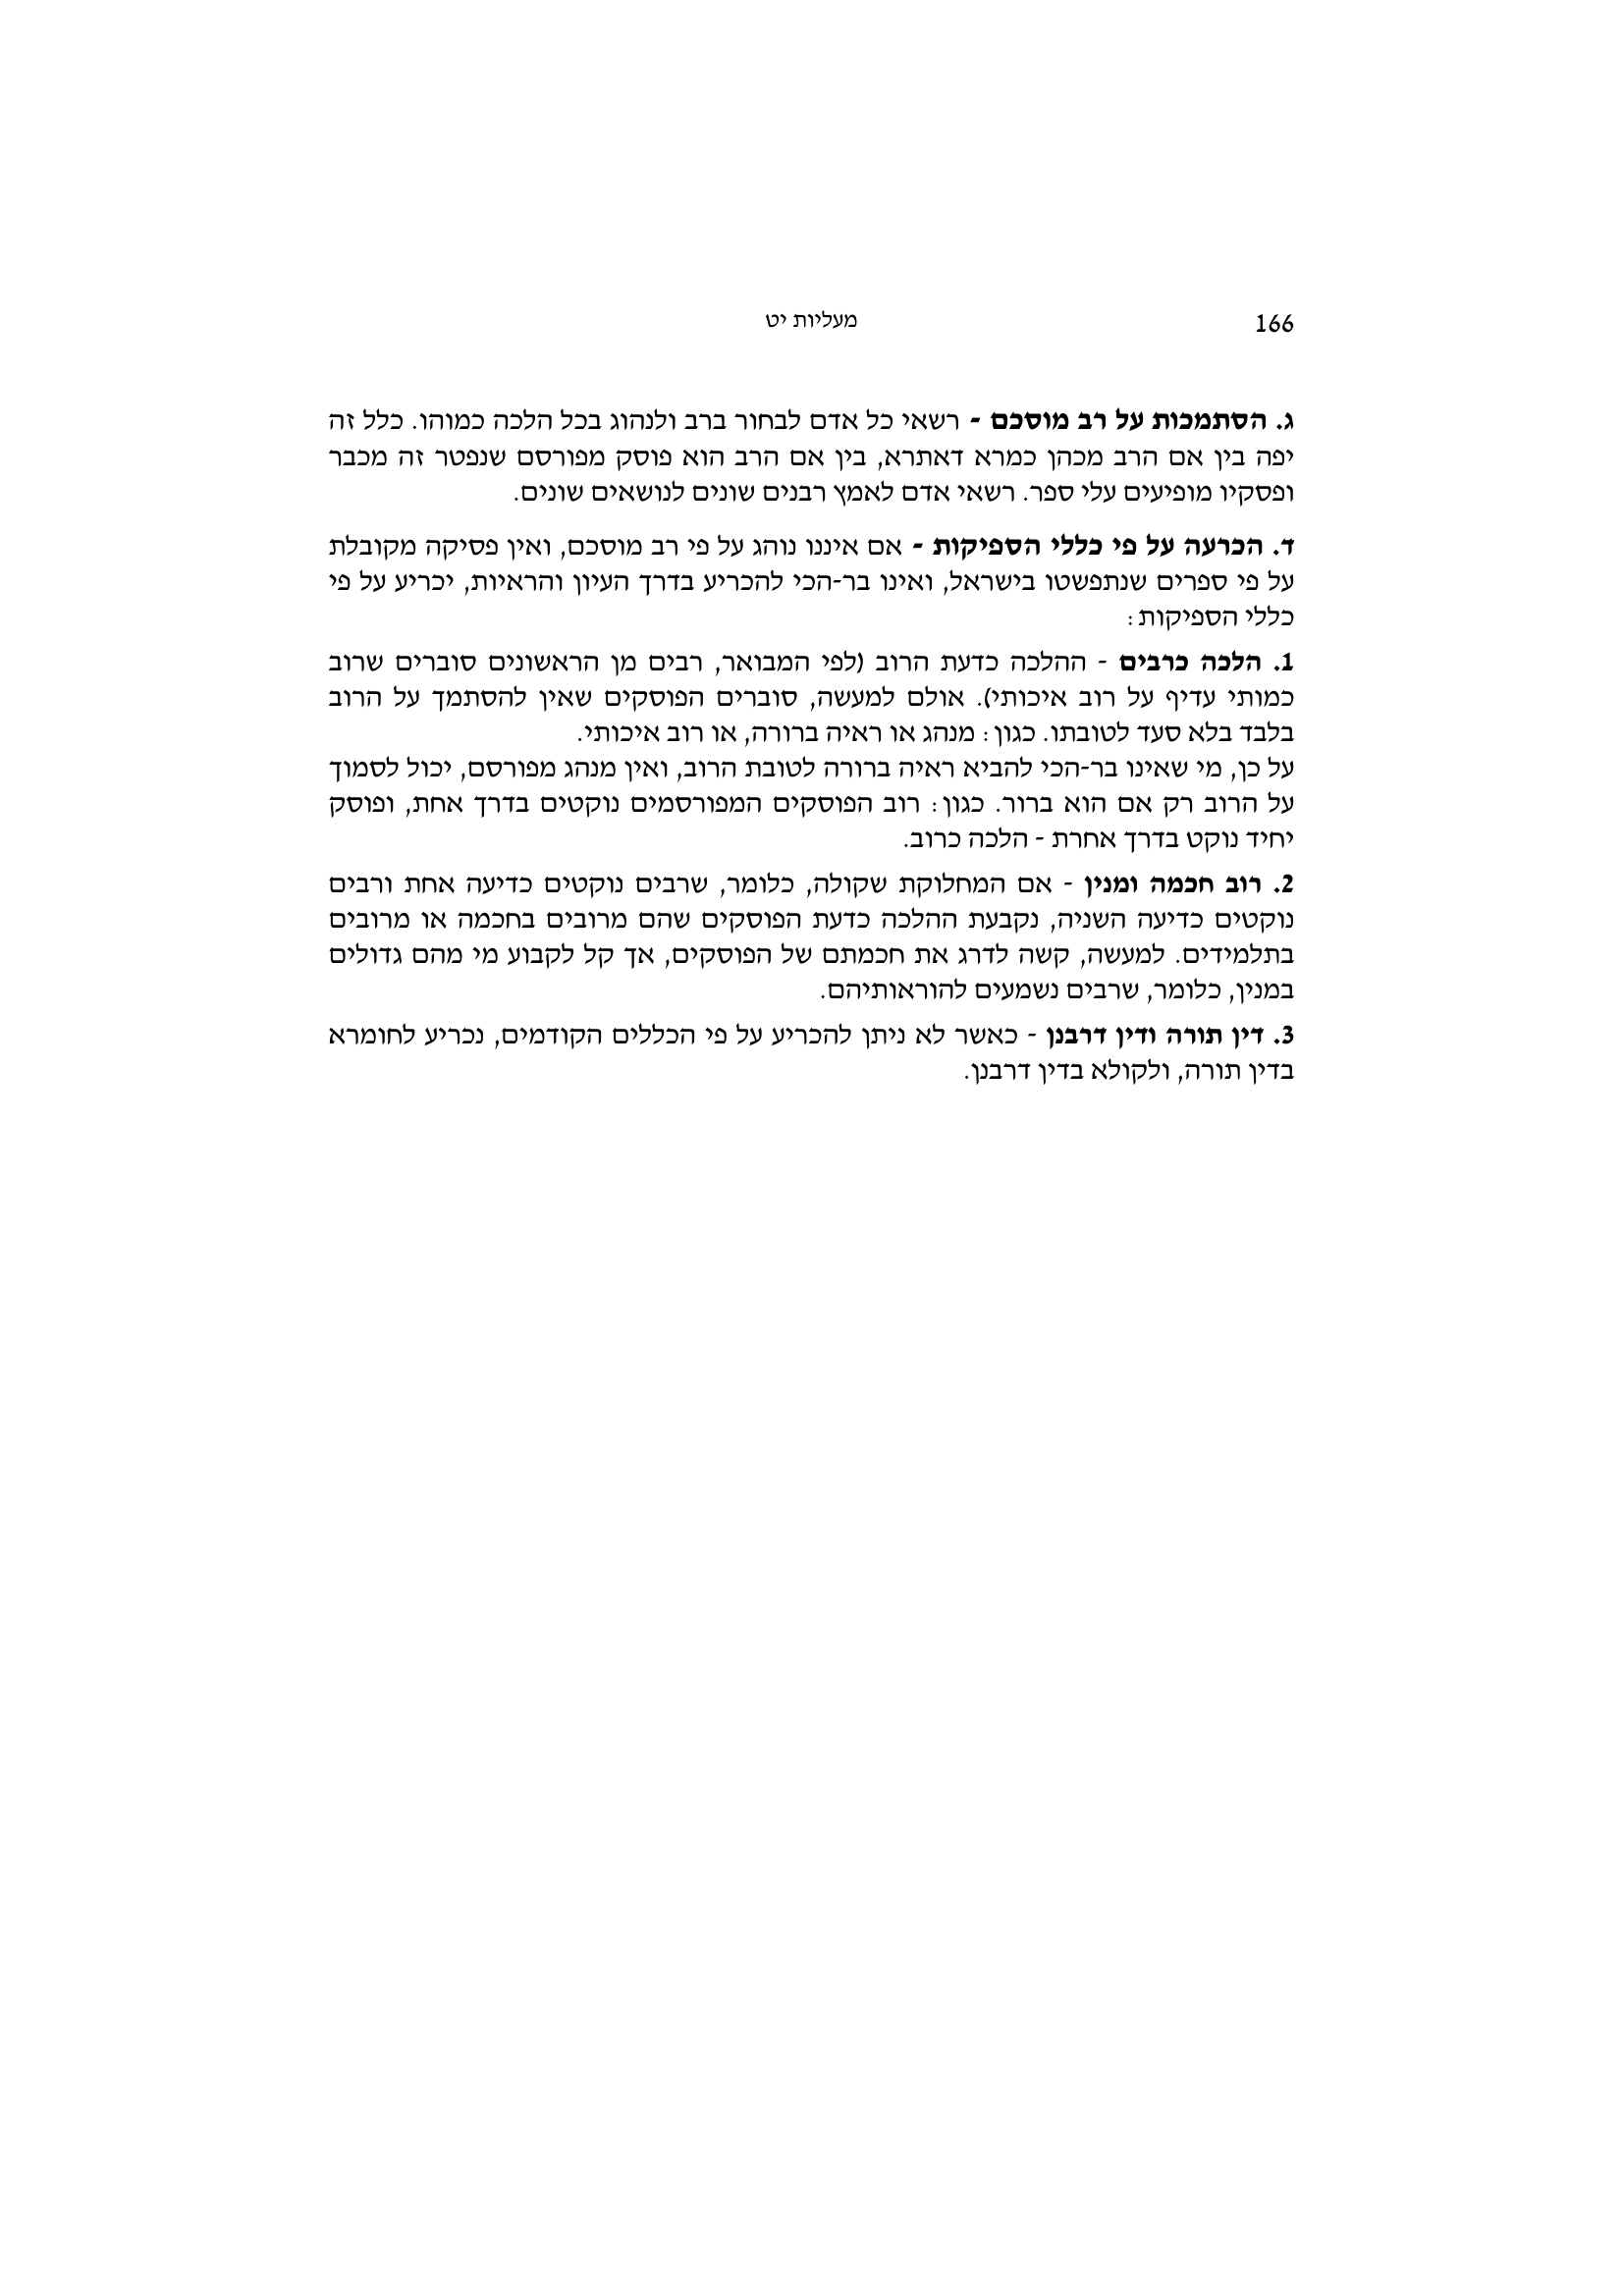 166
מעליות יט
ג. הסתמכות על רב מוסכם - רשאי כל אדם לבחור ברב ולנהוג בכל הלכה כמוהו. כלל זה
יפה בין אם הרב מכהן כמרא דאתרא, בין אם הרב הוא פוסק מפורסם שנפטר זה מכבר
ופסקיו מופיעים עלי ספר. רשאי אדם לאמץ רבנים שונים לנושאים שונים.
ד. הכרעה על פי כללי הספיקות - אם איננו נוהג על פי רב מוסכם, ואין פסיקה מקובלת
על פי ספרים שנתפשטו בישראל, ואינו בר-הכי להכריע בדרך העיון והראיות, יכריע על פי
כללי הספיקות:
1. הלכה כרבים - ההלכה כדעת הרוב (לפי המבואר, רבים מן הראשונים סוברים שרוב
כמותי עדיף על רוב איכותי). אולם למעשה, סוברים הפוסקים שאין להסתמך על הרוב
בלבד בלא סעד לטובתו. כגון: מנהג או ראיה ברורה, או רוב איכותי.
על כן, מי שאינו בר-הכי להביא ראיה ברורה לטובת הרוב, ואין מנהג מפורסם, יכול לסמוך
על הרוב רק אם הוא ברור. כגון: רוב הפוסקים המפורסמים נוקטים בדרך אחת, ופוסק
יחיד נוקט בדרך אחרת - הלכה כרוב.
2. רוב חכמה ומנין - אם המחלוקת שקולה, כלומר, שרבים נוקטים כדיעה אחת ורבים
נוקטים כדיעה השניה, נקבעת ההלכה כדעת הפוסקים שהם מרובים בחכמה או מרובים
בתלמידים. למעשה, קשה לדרג את חכמתם של הפוסקים, אך קל לקבוע מי מהם גדולים
במנין, כלומר, שרבים נשמעים להוראותיהם.
3. דין תורה ודין דרבנן - כאשר לא ניתן להכריע על פי הכללים הקודמים, נכריע לחומרא
בדין תורה, ולקולא בדין דרבנן.